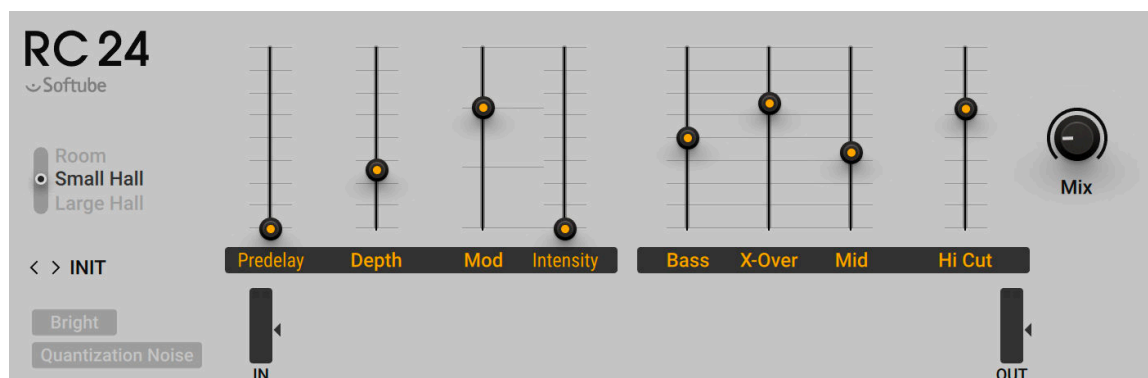 RC 24
Softube
Room
Small Hall
Large Hall
< > INIT
Bright
Quantization Noise
Predelay Depth Mod Intensity Bass X-Over Mid Hi Cut
Mix
IN
OUT